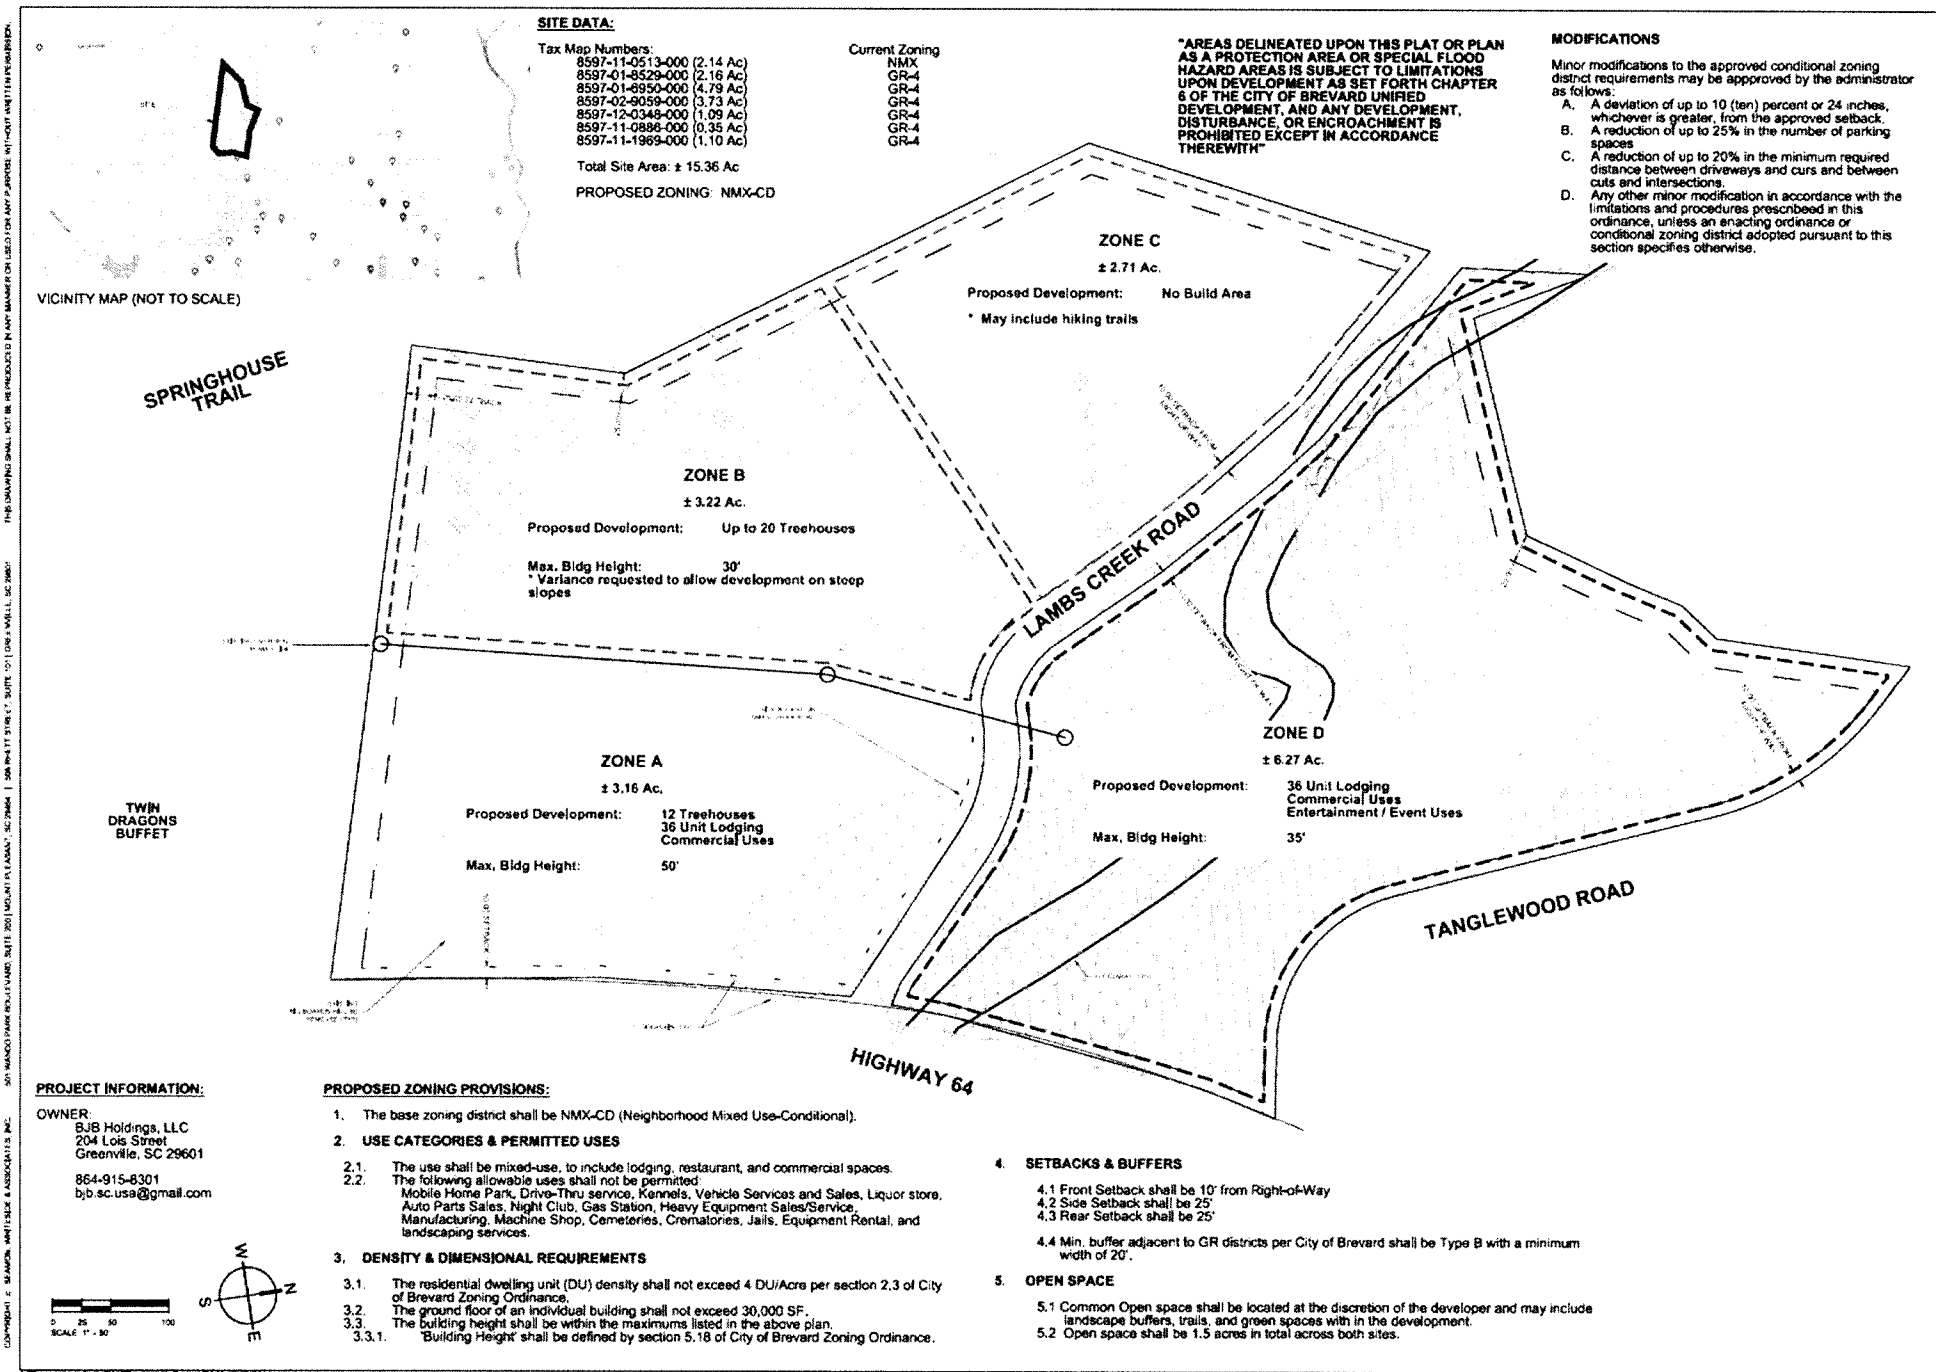 SITE DATA:
Tax Map Numbers: Current Zoning
8597-11-0513-000 (2.14 Ac) NMX
8597-01-8529-000 (2.16 Ac) GR-4
8597-01-6950-000 (4.79 Ac) GR-4
8597-02-9059-000 (3.73 Ac) GR-4
8597-12-0348-000 (1.09 Ac) GR-4
8597-11-0886-000 (0.35 Ac) GR-4
8597-11-1969-000 (1.10 Ac) GR-4
Total Site Area: ± 15.36 Ac
PROPOSED ZONING: NMX-CD
"AREAS DELINEATED UPON THIS PLAT OR PLAN
AS A PROTECTION AREA OR SPECIAL FLOOD
HAZARD AREAS IS SUBJECT TO LIMITATIONS
UPON DEVELOPMENT AS SET FORTH CHAPTER
6 OF THE CITY OF BREVARD UNIFIED
DEVELOPMENT, AND ANY DEVELOPMENT,
DISTURBANCE, OR ENCROACHMENT IS
PROHIBITED EXCEPT IN ACCORDANCE
THEREWITH"
MODIFICATIONS
Minor modifications to the approved conditional zoning
district requirements may be appproved by the administrator
as follows:
A. A deviation of up to 10 (ten) percent or 24 inches,
whichever is greater, from the approved setback.
B. A reduction of up to 25% in the number of parking
spaces
C. A reduction of up to 20% in the minimum required
distance between driveways and curs and between
cuts and intersections.
D. Any other minor modification in accordance with the
limitations and procedures prescnbeed in this
ordinance, unless an enacting ordinance or
conditional zoning district adopted pursuant to this
section specifies otherwise.
VICINITY MAP (NOT TO SCALE)
SPRINGHOUSE
TRAIL
ZONE C
± 2.71 Ac.
Proposed Development: No Build Area
* May include hiking trails
ZONE B
± 3.22 Ac.
Proposed Development: Up to 20 Treehouses
Max. Bldg Height: 30'
* Variance requested to allow development on steep
slopes
LAMBS CREEK ROAD
ZONE A
± 3.16 Ac.
Proposed Development: 12 Treehouses
36 Unit Lodging
Commercial Uses
Max, Bldg Height: 50'
ZONE D
± 6.27 Ac.
Proposed Development: 36 Unit Lodging
Commercial Uses
Entertainment / Event Uses
Max, Bldg Height: 35'
TWIN
DRAGONS
BUFFET
TANGLEWOOD ROAD
HIGHWAY 64
PROJECT INFORMATION:
OWNER:
BJB Holdings, LLC
204 Lois Street
Greenville, SC 29601
864-915-8301
bjb.sc.usa@gmail.com
W
N
S
E
0 25 50 100
SCALE 1" = 50'
PROPOSED ZONING PROVISIONS:
1. The base zoning district shall be NMX-CD (Neighborhood Mixed Use-Conditional).
2. USE CATEGORIES & PERMITTED USES
2.1. The use shall be mixed-use, to include lodging, restaurant, and commercial spaces.
2.2. The following allowable uses shall not be permitted:
Mobile Home Park, Drive-Thru service, Kennels, Vehicle Services and Sales, Liquor store,
Auto Parts Sales, Night Club, Gas Station, Heavy Equipment Sales/Service,
Manufacturing, Machine Shop, Cemeteries, Crematories, Jails, Equipment Rental, and
landscaping services.
3. DENSITY & DIMENSIONAL REQUIREMENTS
3.1. The residential dwelling unit (DU) density shall not exceed 4 DU/Acre per section 2.3 of City
of Brevard Zoning Ordinance.
3.2. The ground floor of an individual building shall not exceed 30,000 SF.
3.3. The building height shall be within the maximums listed in the above plan.
3.3.1. 'Building Height' shall be defined by section 5.18 of City of Brevard Zoning Ordinance.
4. SETBACKS & BUFFERS
4.1 Front Setback shall be 10' from Right-of-Way
4.2 Side Setback shall be 25'
4.3 Rear Setback shall be 25'
4.4 Min. buffer adjacent to GR districts per City of Brevard shall be Type B with a minimum
width of 20'.
5. OPEN SPACE
5.1 Common Open space shall be located at the discretion of the developer and may include
landscape buffers, trails, and green spaces with in the development.
5.2 Open space shall be 1.5 acres in total across both sites.